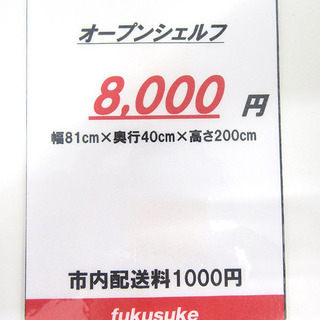 オープンシェルフ
8,000 円
幅81cm×奥行40cm×高さ200cm
市内配送料1000円
fukusuke